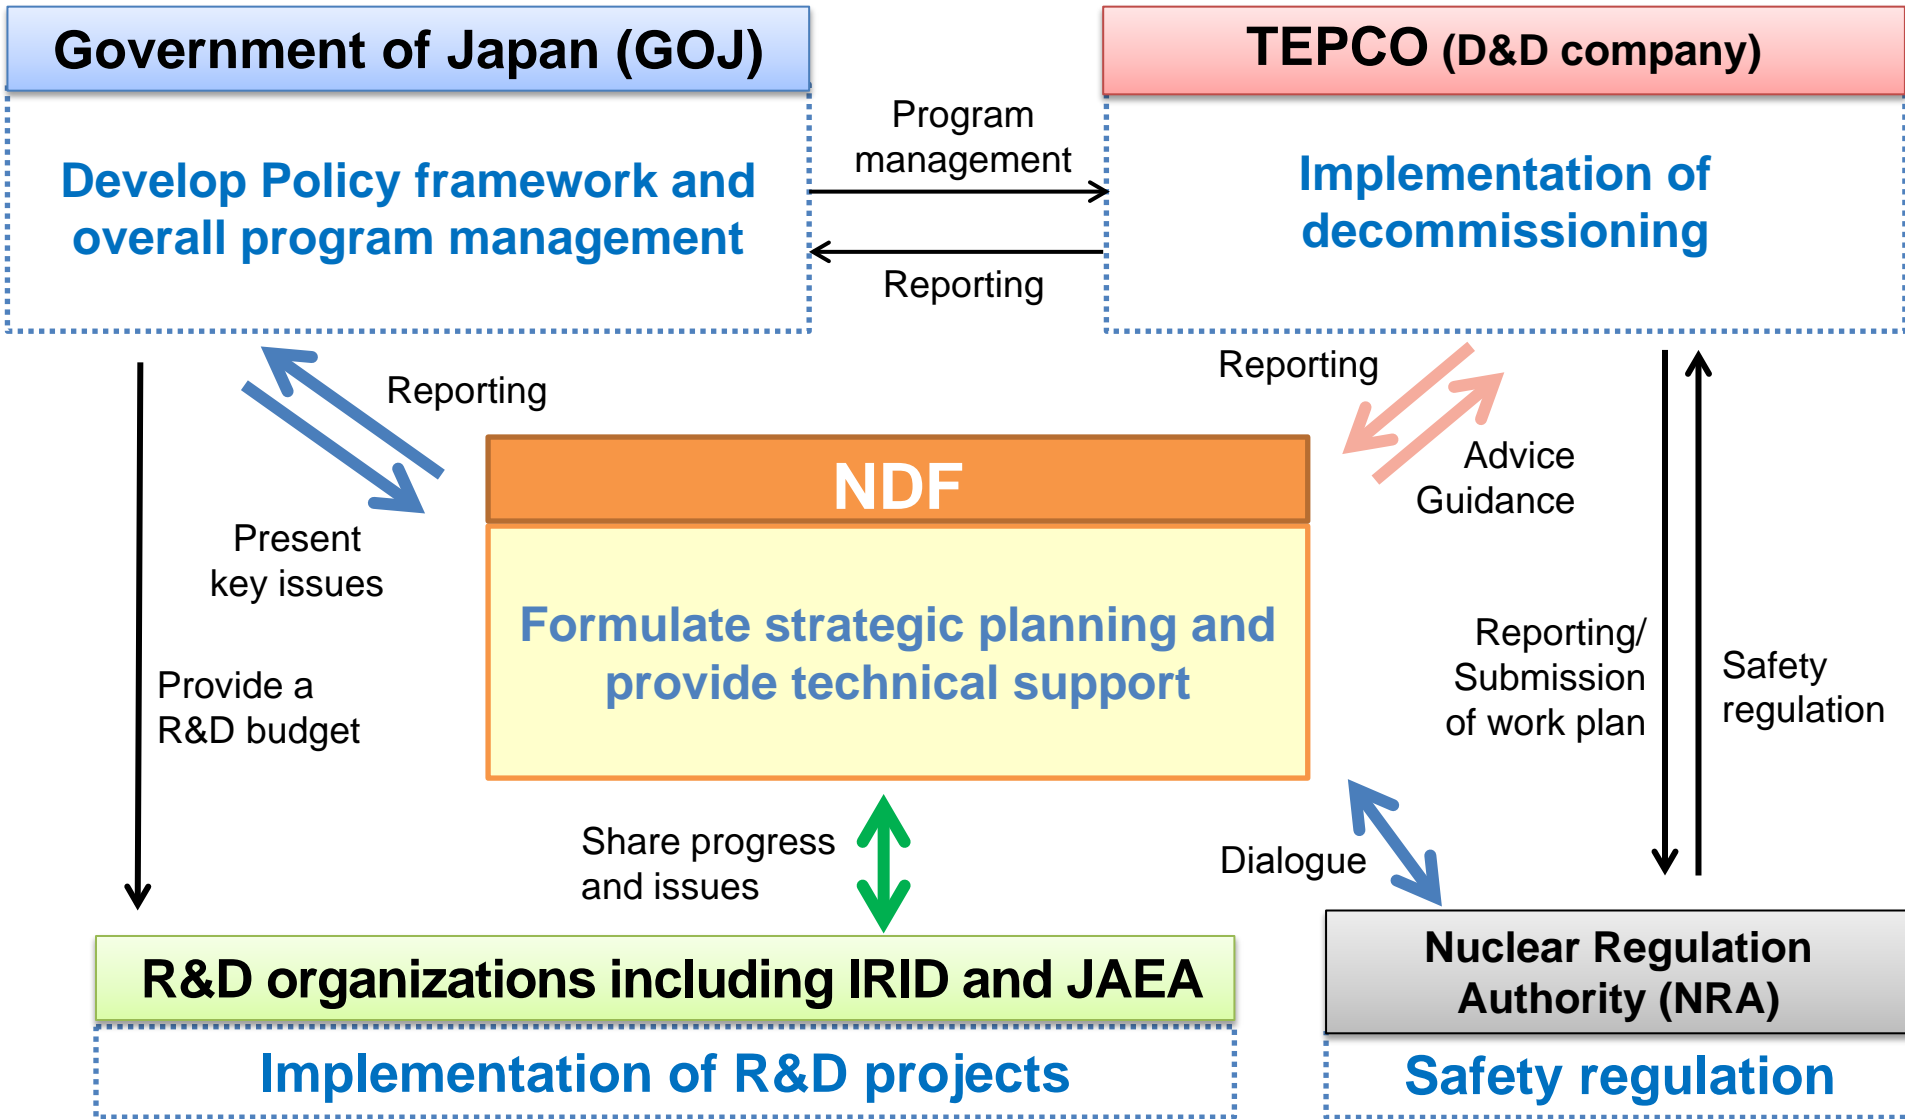 Government of Japan (GOJ)
Develop Policy framework and
overall program management
Program
management
Reporting
TEPCO (D&D company)
Implementation of
decommissioning
Reporting
Present
key issues
Reporting
Advice
Guidance
NDF
Formulate strategic planning and
provide technical support
Provide a
R&D budget
Reporting/
Submission
of work plan
Safety
regulation
Share progress
and issues
Dialogue
R&D organizations including IRID and JAEA
Implementation of R&D projects
Nuclear Regulation
Authority (NRA)
Safety regulation